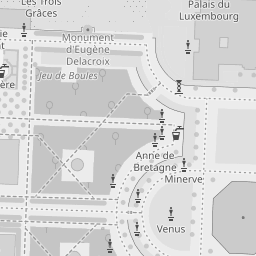 Les Trois
Grâces
Palais du
Luxembourg
Monument
d'Eugène
Delacroix
Jeu de Boules
Anne de
Bretagne
Minerve
Venus